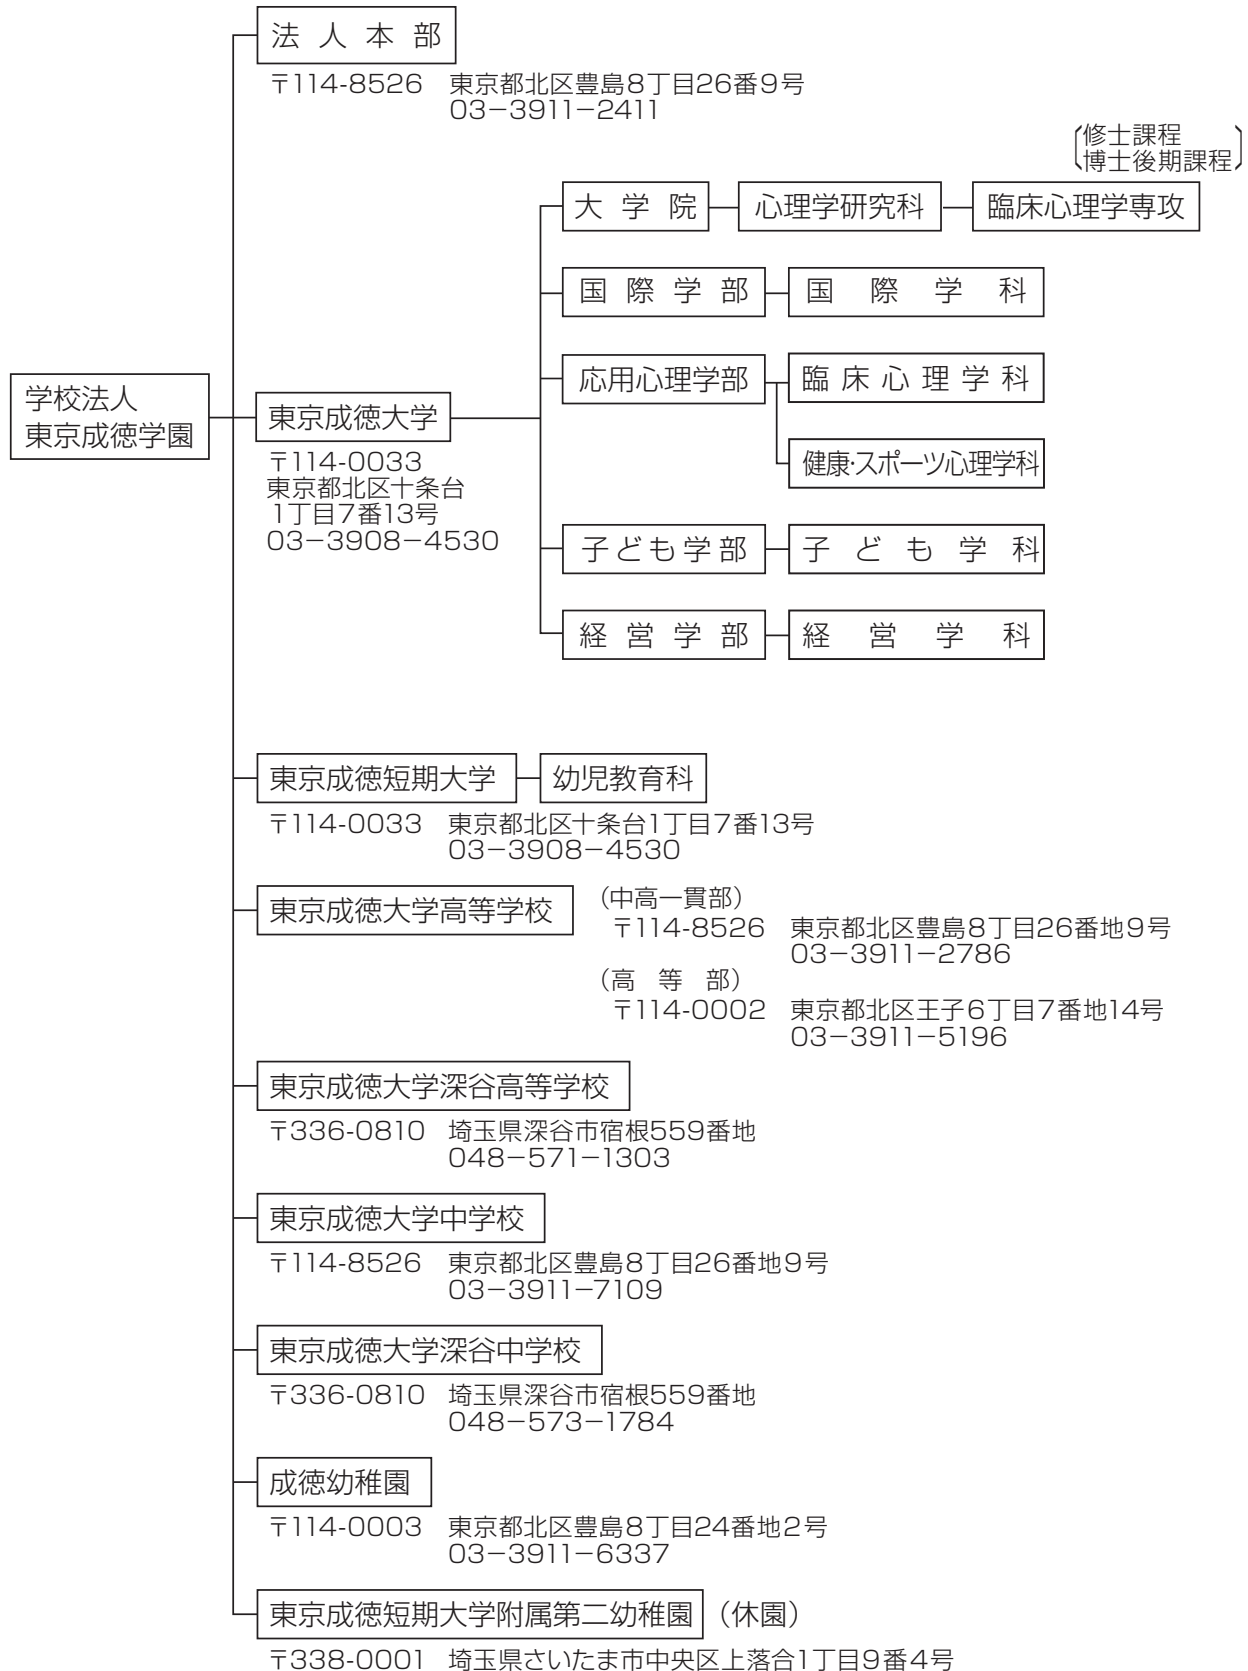 法人本部
〒114-8526 東京都北区豊島8丁目26番9号
03−3911−2411
修士課程
博士後期課程
大学院
心理学研究科
臨床心理学専攻
国際学部
国際学科
応用心理学部
臨床心理学科
健康・スポーツ心理学科
子ども学部
子ども学科
経営学部
経営学科
学校法人
東京成徳学園
東京成徳大学
〒114-0033
東京都北区十条台
1丁目7番13号
03−3908−4530
東京成徳短期大学
幼児教育科
〒114-0033 東京都北区十条台1丁目7番13号
03−3908−4530
東京成徳大学高等学校
（中高一貫部）
〒114-8526 東京都北区豊島8丁目26番地9号
03−3911−2786
（高等部）
〒114-0002 東京都北区王子6丁目7番地14号
03−3911−5196
東京成徳大学深谷高等学校
〒336-0810 埼玉県深谷市宿根559番地
048−571−1303
東京成徳大学中学校
〒114-8526 東京都北区豊島8丁目26番地9号
03−3911−7109
東京成徳大学深谷中学校
〒336-0810 埼玉県深谷市宿根559番地
048−573−1784
成徳幼稚園
〒114-0003 東京都北区豊島8丁目24番地2号
03−3911−6337
東京成徳短期大学附属第二幼稚園（休園）
〒338-0001 埼玉県さいたま市中央区上落合1丁目9番4号